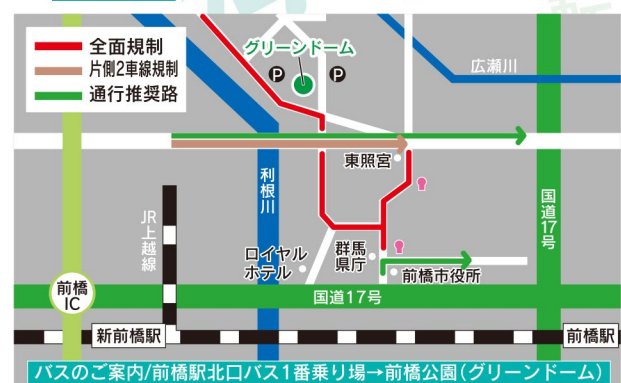 全面規制
片側2車線規制
通行推奨路
グリーンドーム
P
P
広瀬川
東照宮
利根川
JR上越線
国道17号
ロイヤル
ホテル
群馬
県庁
前橋市役所
前橋
IC
国道17号
新前橋駅
前橋駅
バスのご案内/前橋駅北口バス1番乗り場→前橋公園(グリーンドーム)